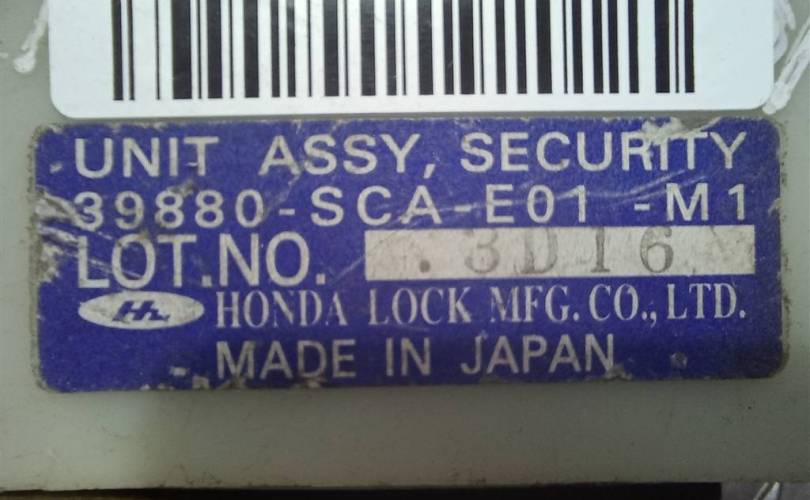 UNIT ASSY, SECURITY
39880-SCA-E01 -M1
LOT.NO. .3D16
HONDA LOCK MFG. CO., LTD.
MADE IN JAPAN